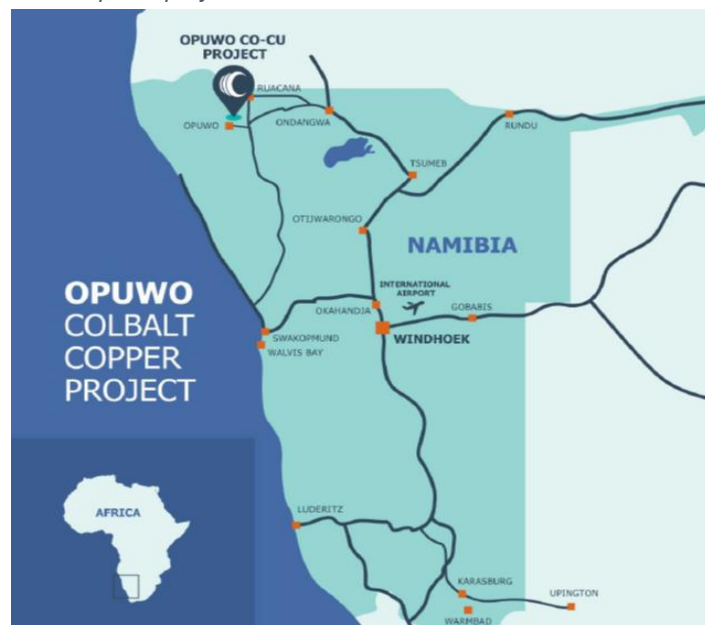 OPUWO CO-CU
PROJECT
RUACANA
OPUWO
ONDANGWA
RUNDU
TSUMEB
OTIJWARONGO
NAMIBIA
INTERNATIONAL
AIRPORT
OKAHANDJA
GOBABIS
WINDHOEK
SWAKOPMUND
WALVIS BAY
OPUWO
COLBALT
COPPER
PROJECT
AFRICA
LUDERITZ
KARASBURG
UPINGTON
WARMBAD